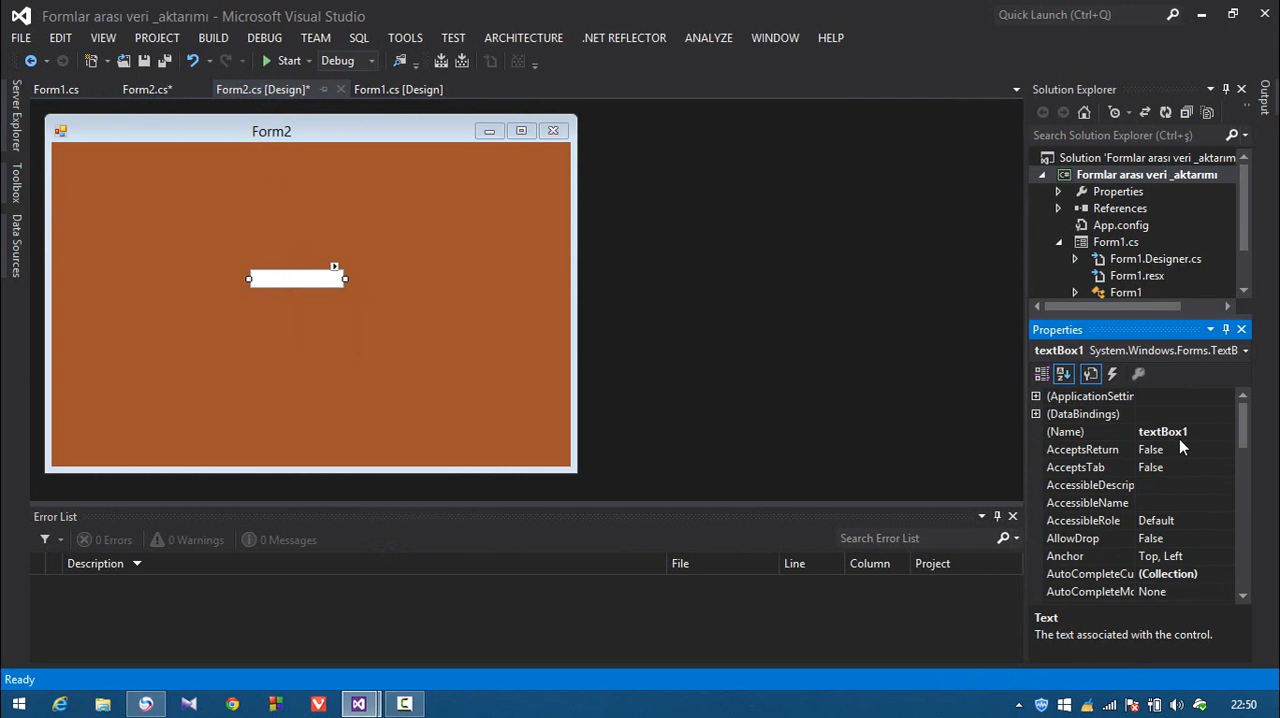 Formlar arası veri _aktarımı - Microsoft Visual Studio
Quick Launch (Ctrl+Q)
FILE EDIT VIEW PROJECT BUILD DEBUG TEAM SQL TOOLS TEST ARCHITECTURE .NET REFLECTOR ANALYZE WINDOW HELP
Start Debug
Form1.cs Form2.cs* Form2.cs [Design]* Form1.cs [Design]
Server Explorer
Toolbox
Data Sources
Form2
Solution Explorer
Output
Search Solution Explorer (Ctrl+ş)
Solution 'Formlar arası veri _aktarım
Formlar arası veri _aktarımı
Properties
References
App.config
Form1.cs
Form1.Designer.cs
Form1.resx
Form1
Properties
textBox1 System.Windows.Forms.TextB
(ApplicationSettin
(DataBindings)
(Name) textBox1
AcceptsReturn False
AcceptsTab False
AccessibleDescrip
AccessibleName
AccessibleRole Default
AllowDrop False
Anchor Top, Left
AutoCompleteCu (Collection)
AutoCompleteMo None
Text
The text associated with the control.
Error List
0 Errors 0 Warnings 0 Messages Search Error List
Description File Line Column Project
Ready
22:50